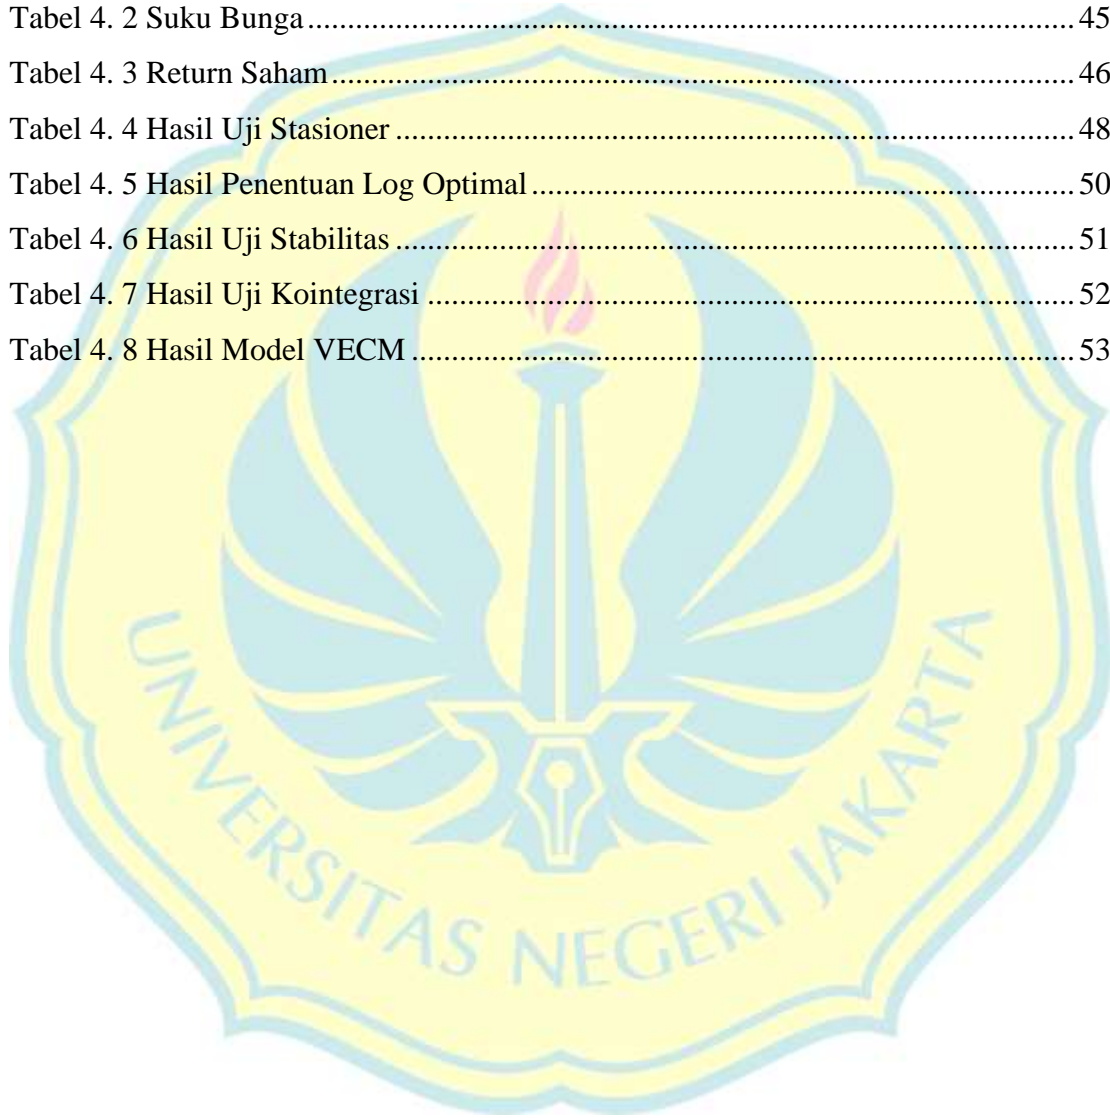 Tabel 4. 2 Suku Bunga........................................................................................................ 45
Tabel 4. 3 Return Saham..................................................................................................... 46
Tabel 4. 4 Hasil Uji Stasioner ............................................................................................. 48
Tabel 4. 5 Hasil Penentuan Log Optimal ........................................................................... 50
Tabel 4. 6 Hasil Uji Stabilitas ............................................................................................. 51
Tabel 4. 7 Hasil Uji Kointegrasi ......................................................................................... 52
Tabel 4. 8 Hasil Model VECM ........................................................................................... 53
UNIVERSITAS NEGERI JAKARTA